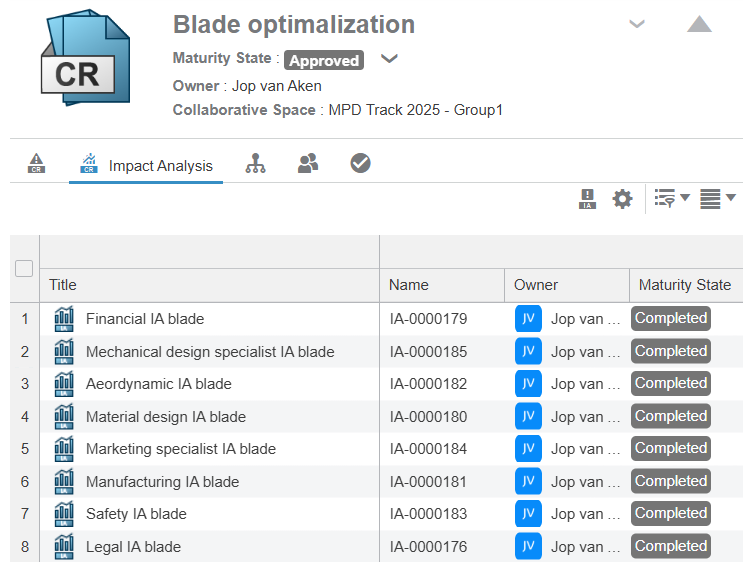 Blade optimalization
CR
Maturity State : Approved
Owner : Jop van Aken
Collaborative Space : MPD Track 2025 - Group1
CR CR Impact Analysis
IA
Title Name Owner Maturity State
1 IA Financial IA blade IA-0000179 JV Jop van ... Completed
2 IA Mechanical design specialist IA blade IA-0000185 JV Jop van ... Completed
3 IA Aeordynamic IA blade IA-0000182 JV Jop van ... Completed
4 IA Material design IA blade IA-0000180 JV Jop van ... Completed
5 IA Marketing specialist IA blade IA-0000184 JV Jop van ... Completed
6 IA Manufacturing IA blade IA-0000181 JV Jop van ... Completed
7 IA Safety IA blade IA-0000183 JV Jop van ... Completed
8 IA Legal IA blade IA-0000176 JV Jop van ... Completed